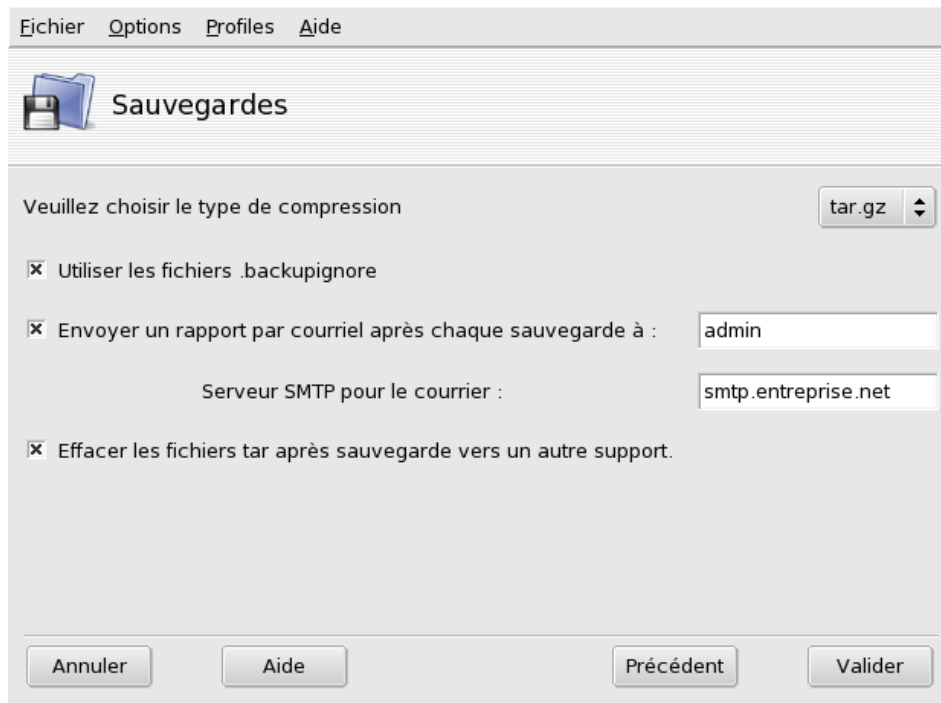 Fichier Options Profiles Aide
Sauvegardes
Veuillez choisir le type de compression tar.gz
Utiliser les fichiers .backupignore
Envoyer un rapport par courriel après chaque sauvegarde à : admin
Serveur SMTP pour le courrier : smtp.entreprise.net
Effacer les fichiers tar après sauvegarde vers un autre support.
Annuler Aide Précédent Valider